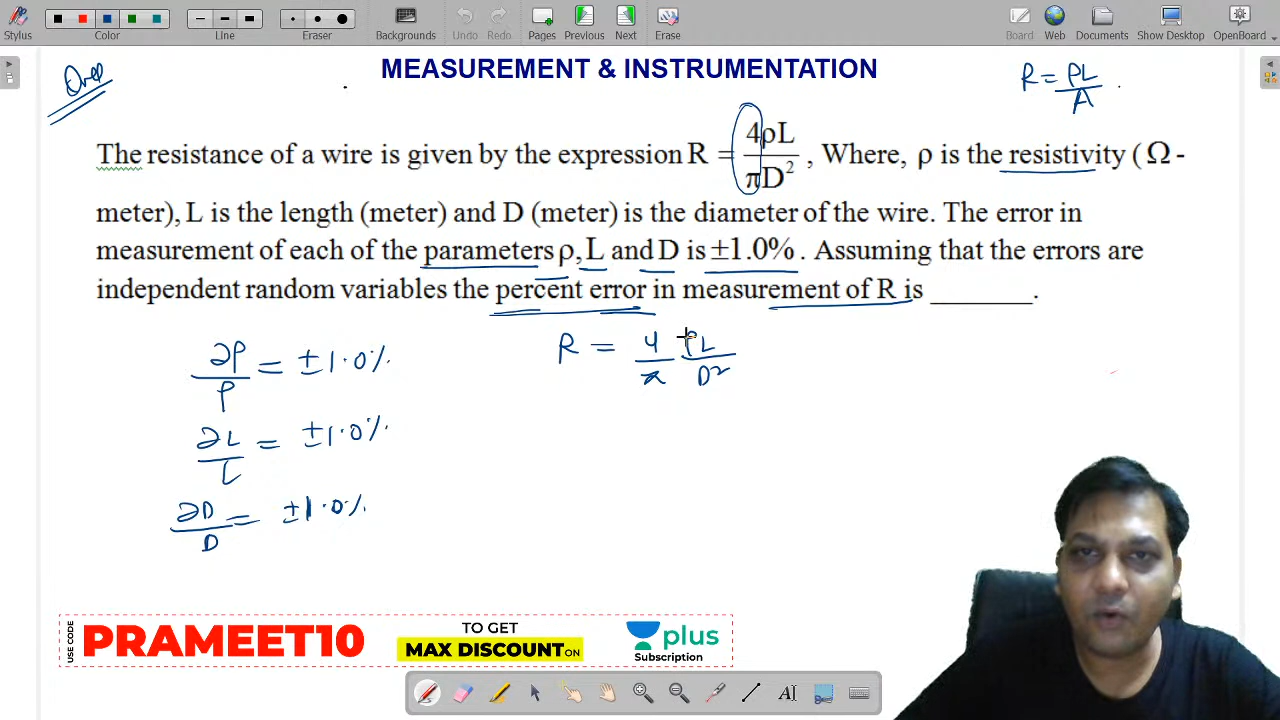 Stylus
Color
Line
Eraser
Backgrounds
Undo
Redo
Pages
Previous
Next
Erase
Board
Web
Documents
Show Desktop
OpenBoard
MEASUREMENT & INSTRUMENTATION
R = ρL/A
The resistance of a wire is given by the expression R = 4ρL/πD², Where, ρ is the resistivity ( Ω -
meter), L is the length (meter) and D (meter) is the diameter of the wire. The error in
measurement of each of the parameters ρ, L and D is ±1.0% . Assuming that the errors are
independent random variables the percent error in measurement of R is _______.
∂ρ/ρ = ±1.0%
R = 4/π ρL/D²
∂L/L = ±1.0%
∂D/D = ±1.0%
USE CODE
PRAMEET10
TO GET
MAX DISCOUNT ON
plus
Subscription